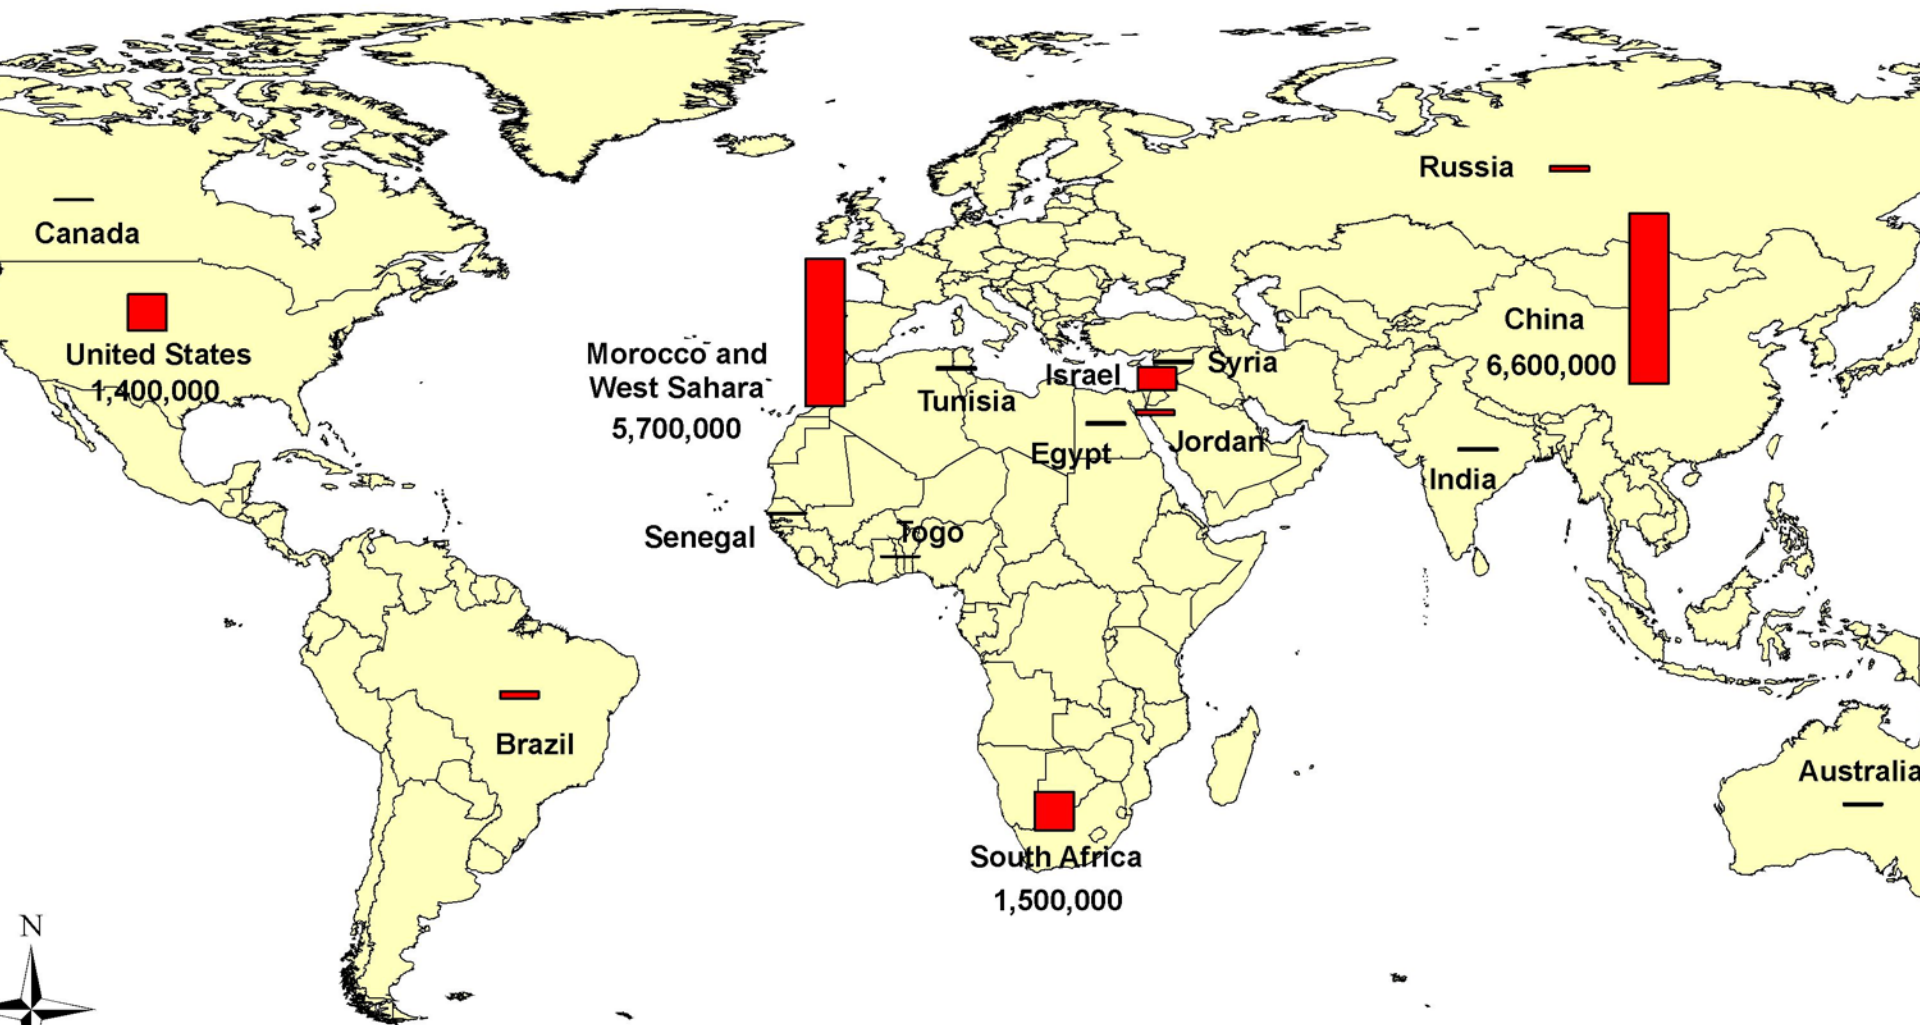 Russia
Canada
China
6,600,000
United States
1,400,000
Morocco and
West Sahara
5,700,000
Tunisia
Israel
Syria
Egypt
Jordan
India
Senegal
Togo
Brazil
Australia
South Africa
1,500,000
N